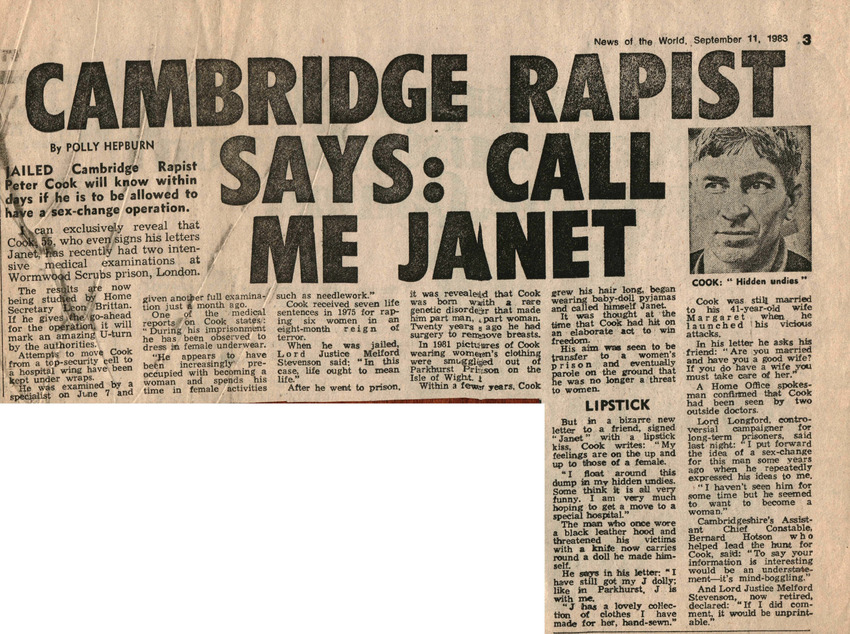 News of the World, September 11, 1983 3
CAMBRIDGE RAPIST
SAYS: CALL
ME JANET
By POLLY HEPBURN
JAILED Cambridge Rapist
Peter Cook will know within
days if he is to be allowed to
have a sex-change operation.
I can exclusively reveal that
Cook, 55, who even signs his letters
Janet, has recently had two inten-
sive medical examinations at
Wormwood Scrubs prison, London.
The results are now
being studied by Home
Secretary Leon Brittan.
If he gives the go-ahead
for the operation, it will
mark an amazing U-turn
by the authorities.
Attempts to move Cook
from a top-security cell to
a hospital wing have been
kept under wraps.
He was examined by a
specialist on June 7 and
given another full examina-
tion just a month ago.
One of the medical
reports on Cook states:
"During his imprisonment
he has been observed to
dress in female underwear.
"He appears to have
been increasingly pre-
occupied with becoming a
woman and spends his
time in female activities
such as needlework."
Cook received seven life
sentences in 1975 for rap-
ing six women in an
eight-month reign of
error.
When he was jailed,
Lord Justice Melford
Stevenson said: "In this
case, life ought to mean
life."
After he went to prison,
it was revealed that Cook
was born with a rare
genetic disorder that made
him part man, part woman.
Twenty years ago he had
surgery to remove breasts.
In 1981 pictures of Cook
wearing women's clothing
were smuggled out of
Parkhurst Prison on the
Isle of Wight.
Within a few years, Cook
grew his hair long, began
wearing baby-doll pyjamas
and called himself Janet.
It was thought at the
time that Cook had hit on
an elaborate act to win
freedom.
His aim was seen to be
transfer to a women's
prison and eventually
parole on the ground that
he was no longer a threat
to women.
LIPSTICK
But in a bizarre new
letter to a friend, signed
"Janet" with a lipstick
kiss, Cook writes: "My
feelings are on the up and
up to those of a female.
"I float around this
dump in my hidden undies.
Some think it is all very
funny. I am very much
hoping to get a move to a
special hospital."
The man who once wore
a black leather hood and
threatened his victims
with a knife now carries
round a doll he made him-
self.
He says in his letter: "I
have still got my J dolly;
like in Parkhurst, J is
with me.
"J has a lovely collec-
tion of clothes I have
made for her, hand-sewn."
COOK: "Hidden undies"
Cook was still married
to his 41-year-old wife
Margaret when he
launched his vicious
attacks.
In his letter he asks his
friend: "Are you married
and have you a good wife?
If you do have a wife you
must take care of her."
A Home Office spokes-
man confirmed that Cook
had been seen by two
outside doctors.
Lord Longford, contro-
versial campaigner for
long-term prisoners, said
last night: "I put forward
the idea of a sex-change
for this man some years
ago when he repeatedly
expressed his ideas to me.
"I haven't seen him for
some time but he seemed
to want to become a
woman."
Cambridgeshire's Assist-
ant Chief Constable,
Bernard Hotson who
helped lead the hunt for
Cook, said: "To say your
information is interesting
would be an understate-
ment—it's mind-boggling."
And Lord Justice Melford
Stevenson, now retired,
declared: "If I did com-
ment, it would be unprint-
able."